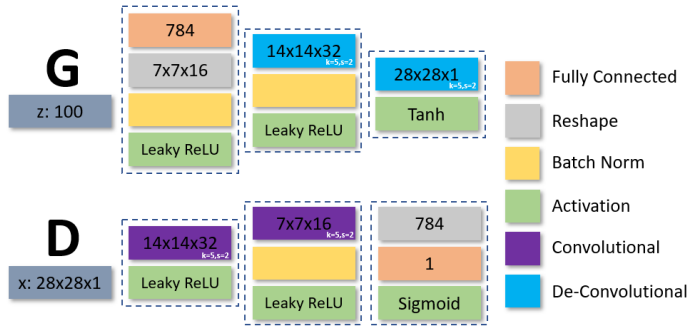 G
z: 100
784
7x7x16
Leaky ReLU
14x14x32
k=5,s=2
Leaky ReLU
28x28x1
k=5,s=2
Tanh
D
x: 28x28x1
14x14x32
k=5,s=2
Leaky ReLU
7x7x16
k=5,s=2
Leaky ReLU
784
1
Sigmoid
Fully Connected
Reshape
Batch Norm
Activation
Convolutional
De-Convolutional